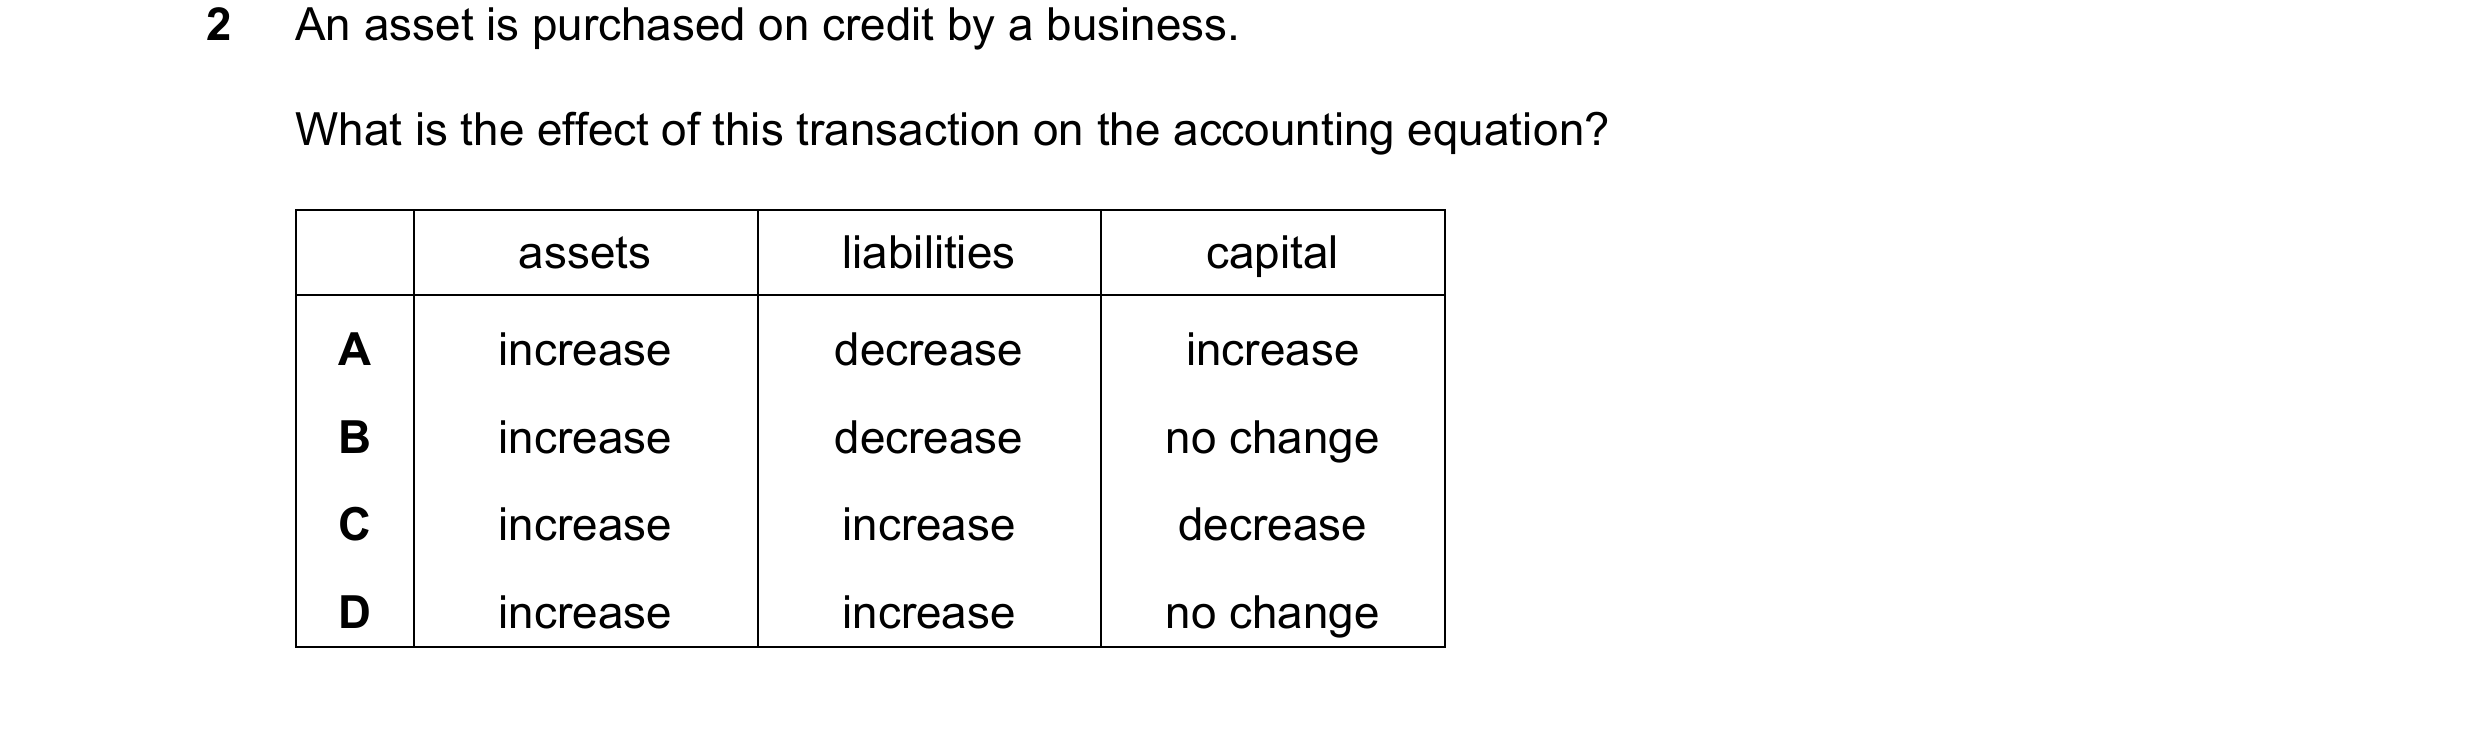 2 An asset is purchased on credit by a business.
What is the effect of this transaction on the accounting equation?
assets liabilities capital
A increase decrease increase
B increase decrease no change
C increase increase decrease
D increase increase no change